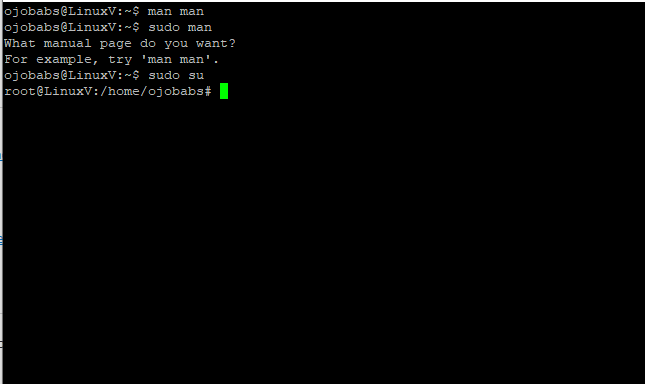 ojobabs@LinuxV:~$ man man
ojobabs@LinuxV:~$ sudo man
What manual page do you want?
For example, try 'man man'.
ojobabs@LinuxV:~$ sudo su
root@LinuxV:/home/ojobabs#